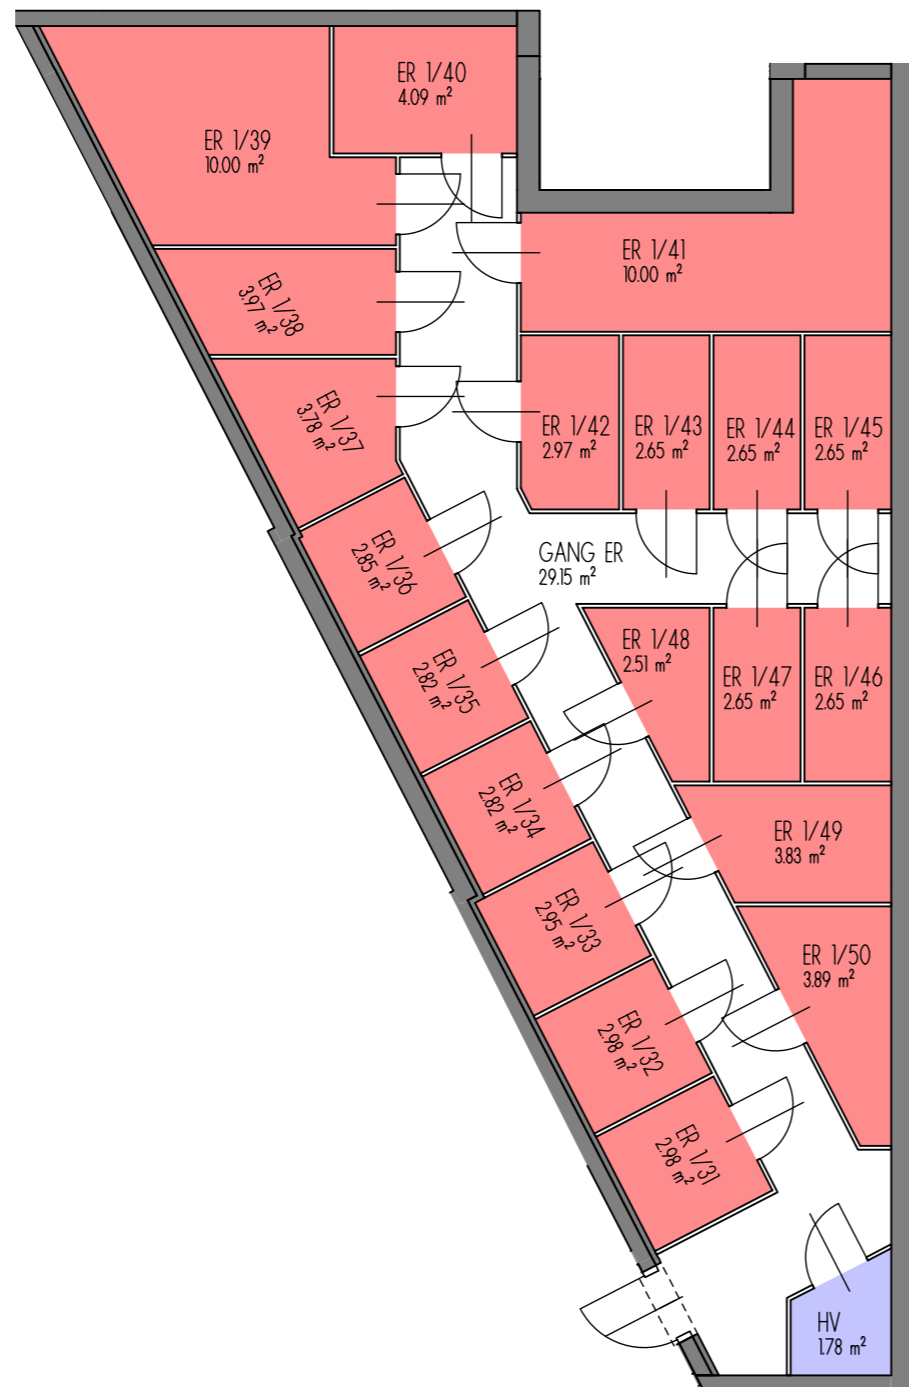 ER 1/40
4.09 m²
ER 1/39
10.00 m²
ER 1/41
10.00 m²
ER 1/38
3.97 m²
ER 1/37
3.78 m²
ER 1/42
2.97 m²
ER 1/43
2.65 m²
ER 1/44
2.65 m²
ER 1/45
2.65 m²
ER 1/36
2.85 m²
GANG ER
29.15 m²
ER 1/35
2.82 m²
ER 1/48
2.51 m²
ER 1/47
2.65 m²
ER 1/46
2.65 m²
ER 1/34
2.82 m²
ER 1/49
3.83 m²
ER 1/33
2.95 m²
ER 1/50
3.89 m²
ER 1/32
2.98 m²
ER 1/31
2.98 m²
HV
1.78 m²